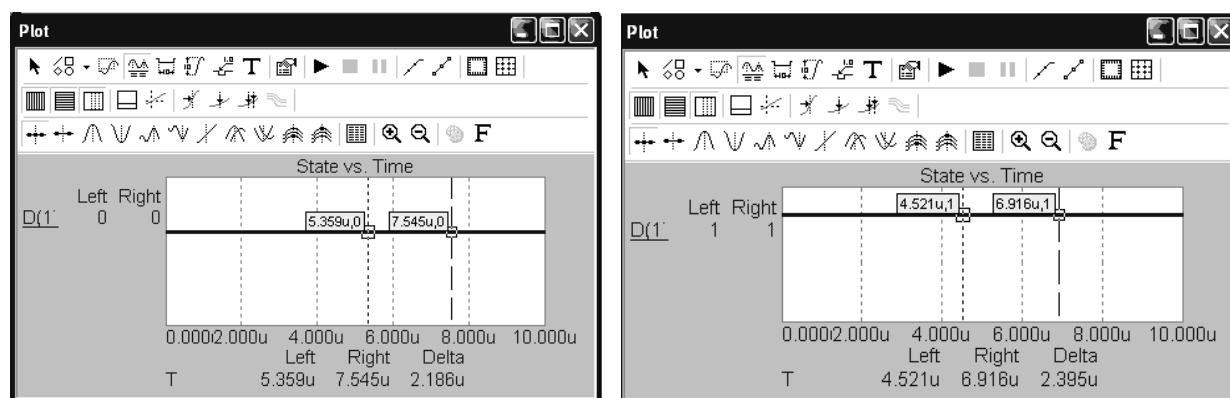 Plot
T
F
State vs. Time
Left Right
D(1' 0 0
5.359u,0 7.545u,0
0.000u 2.000u 4.000u 6.000u 8.000u 10.000u
Left Right Delta
T 5.359u 7.545u 2.186u
Plot
T
F
State vs. Time
4.521u,1 6.916u,1
Left Right
D(1' 1 1
0.000u 2.000u 4.000u 6.000u 8.000u 10.000u
Left Right Delta
T 4.521u 6.916u 2.395u